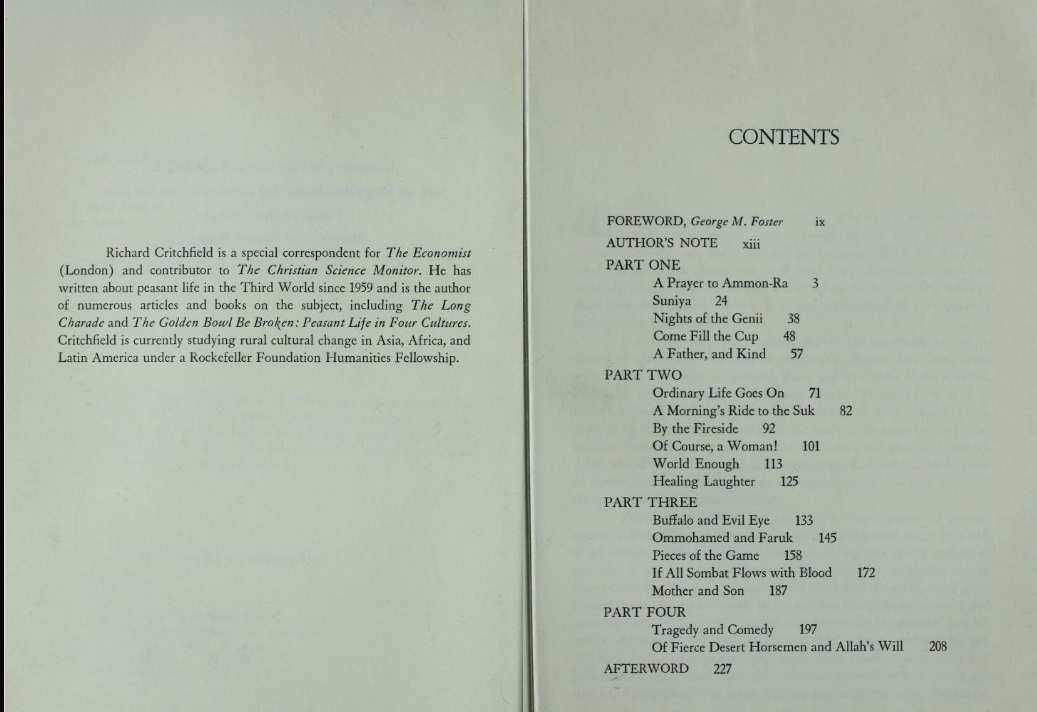 Richard Critchfield is a special correspondent for The Economist
(London) and contributor to The Christian Science Monitor. He has
written about peasant life in the Third World since 1959 and is the author
of numerous articles and books on the subject, including The Long
Charade and The Golden Bowl Be Broken: Peasant Life in Four Cultures.
Critchfield is currently studying rural cultural change in Asia, Africa, and
Latin America under a Rockefeller Foundation Humanities Fellowship.
CONTENTS
FOREWORD, George M. Foster ix
AUTHOR'S NOTE xiii
PART ONE
A Prayer to Ammon-Ra 3
Suniya 24
Nights of the Genii 38
Come Fill the Cup 48
A Father, and Kind 57
PART TWO
Ordinary Life Goes On 71
A Morning's Ride to the Suk 82
By the Fireside 92
Of Course, a Woman! 101
World Enough 113
Healing Laughter 125
PART THREE
Buffalo and Evil Eye 133
Ommohamed and Faruk 145
Pieces of the Game 158
If All Sombat Flows with Blood 172
Mother and Son 187
PART FOUR
Tragedy and Comedy 197
Of Fierce Desert Horsemen and Allah's Will 208
AFTERWORD 227